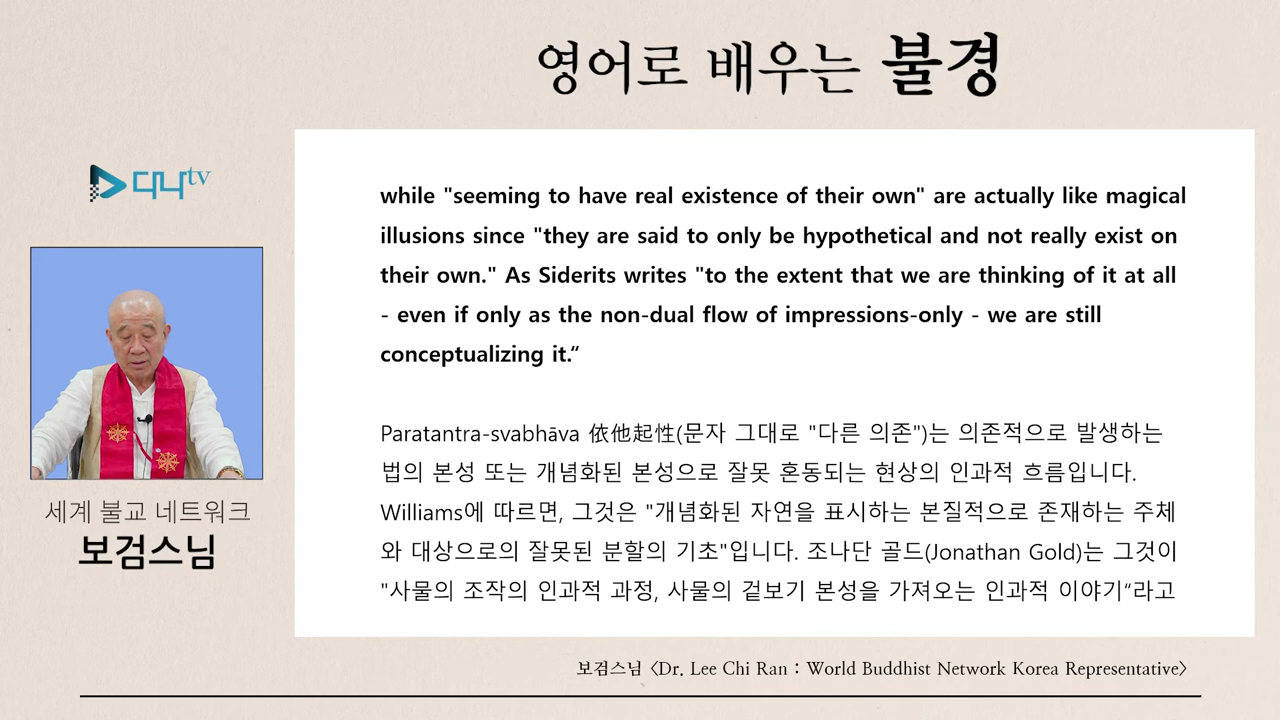 영어로 배우는 불경
다나tv
while "seeming to have real existence of their own" are actually like magical
illusions since "they are said to only be hypothetical and not really exist on
their own." As Siderits writes "to the extent that we are thinking of it at all
- even if only as the non-dual flow of impressions-only - we are still
conceptualizing it.“
Paratantra-svabhāva 依他起性(문자 그대로 "다른 의존")는 의존적으로 발생하는
법의 본성 또는 개념화된 본성으로 잘못 혼동되는 현상의 인과적 흐름입니다.
Williams에 따르면, 그것은 "개념화된 자연을 표시하는 본질적으로 존재하는 주체
와 대상으로의 잘못된 분할의 기초"입니다. 조나단 골드(Jonathan Gold)는 그것이
"사물의 조작의 인과적 과정, 사물의 겉보기 본성을 가져오는 인과적 이야기“라고
세계 불교 네트워크
보검스님
보검스님 <Dr. Lee Chi Ran : World Buddhist Network Korea Representative>